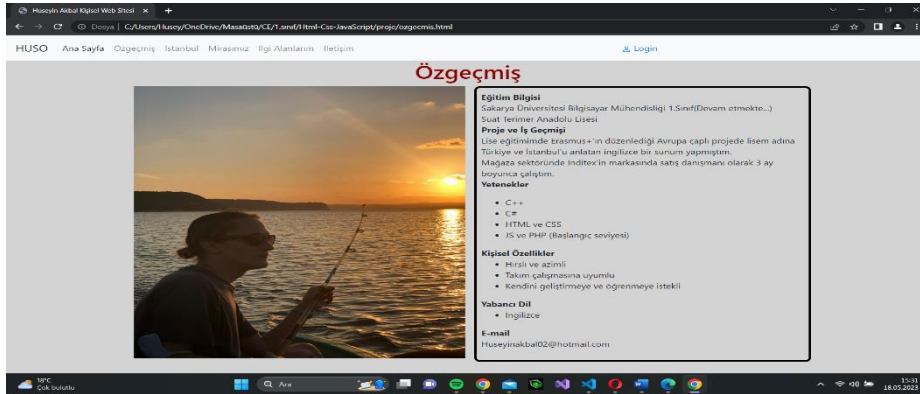 Huseyin Akbal Kişisel Web Sitesi
Dosya | C:/Users/Husey/OneDrive/Masaüstü/CE/1.sınıf/Html-Css-JavaScript/proje/ozgecmis.html
HUSO Ana Sayfa Özgeçmiş İstanbul Mirasımız İlgi Alanlarım İletişim Login
Özgeçmiş
Eğitim Bilgisi
Sakarya Üniversitesi Bilgisayar Mühendisliği 1.Sınıf(Devam etmekte...)
Suat Terimer Anadolu Lisesi
Proje ve İş Geçmişi
Lise eğitimimde Erasmus+'ın düzenlediği Avrupa çaplı projede lisem adına
Türkiye ve İstanbul'u anlatan ingilizce bir sunum yapmıştım.
Mağaza sektöründe Inditex'in markasında satış danışmanı olarak 3 ay
boyunca çalıştım.
Yetenekler
C++
C#
HTML ve CSS
JS ve PHP (Başlangıç seviyesi)
Kişisel Özellikler
Hırslı ve azimli
Takım çalışmasına uyumlu
Kendini geliştirmeye ve öğrenmeye istekli
Yabancı Dil
İngilizce
E-mail
Huseyinakbal02@hotmail.com
18°C
Çok bulutlu
Ara
15:31
18.05.2023